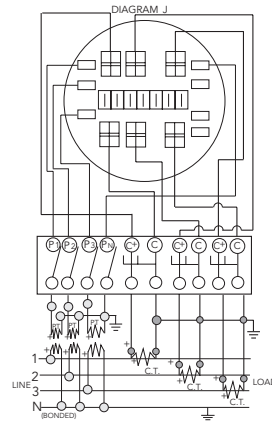 DIAGRAM J
P1 P2 P3 PN C+ C C+ C C+ C
PT PT PT
1 C.T.
2 C.T.
LINE 3 C.T. LOAD
N
(BONDED)